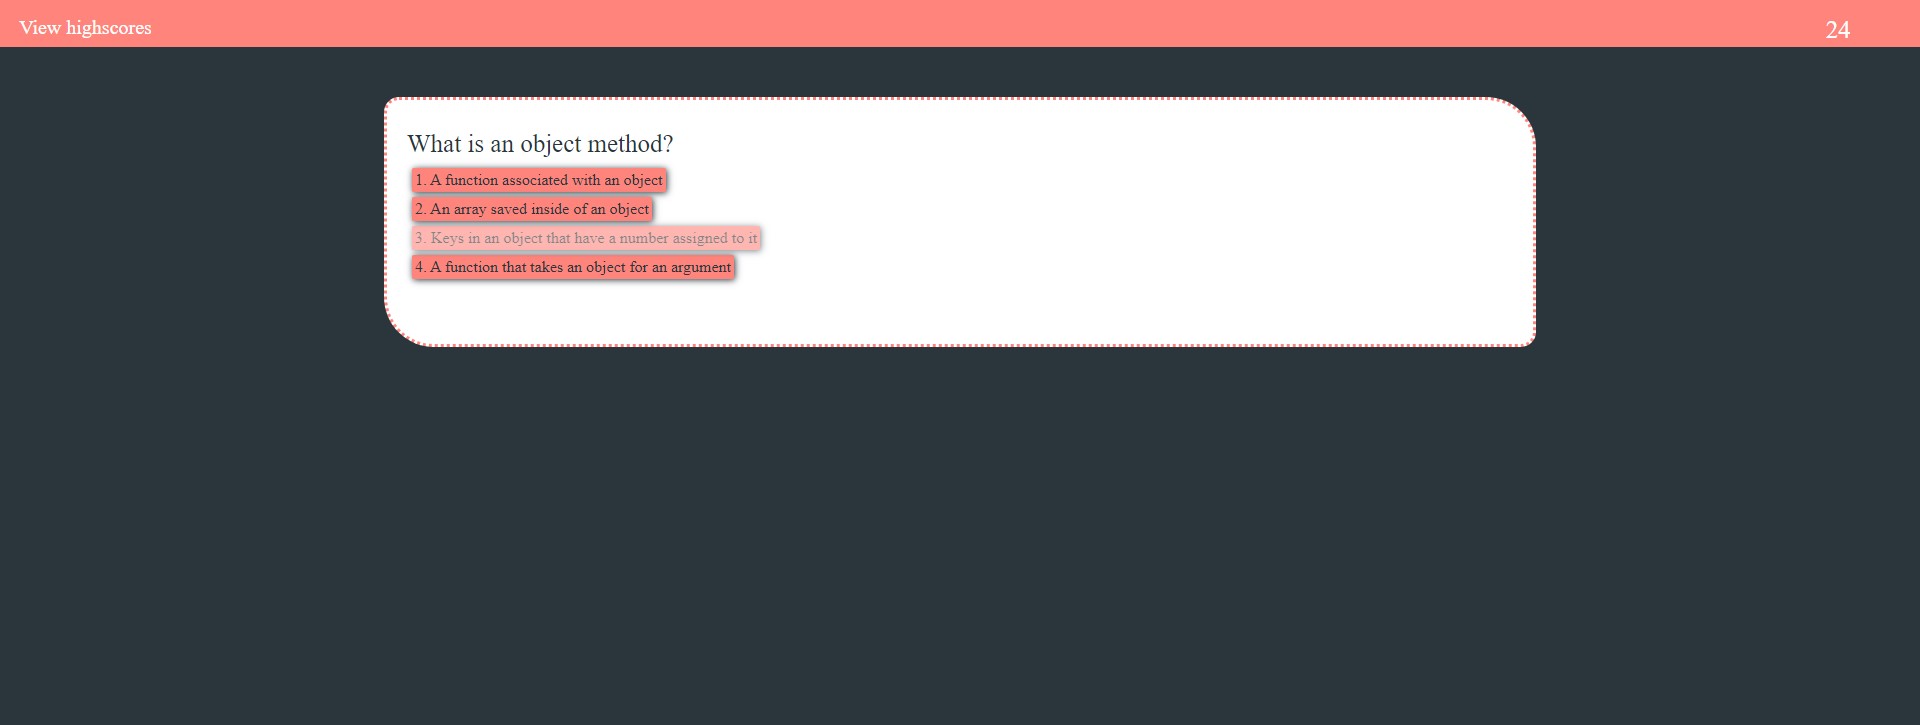 View highscores
24
What is an object method?
1. A function associated with an object
2. An array saved inside of an object
3. Keys in an object that have a number assigned to it
4. A function that takes an object for an argument